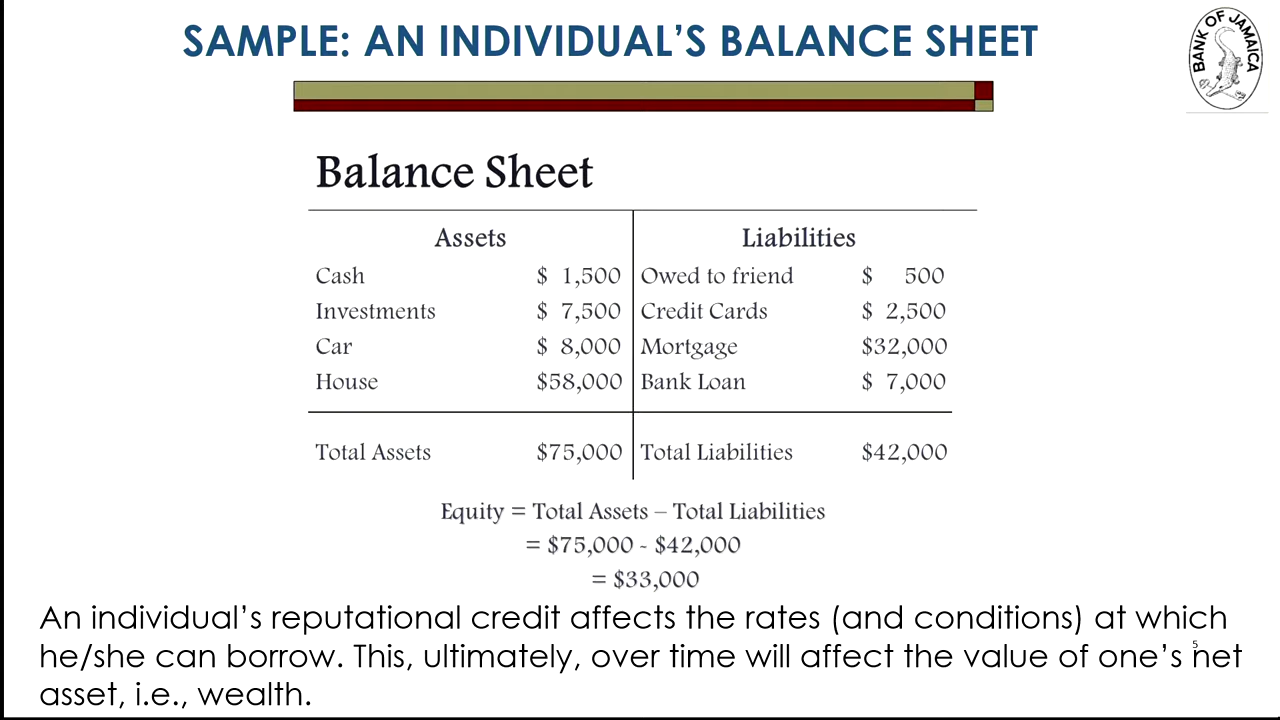 SAMPLE: AN INDIVIDUAL’S BALANCE SHEET
BANK OF JAMAICA
Balance Sheet
Assets Liabilities
Cash $ 1,500 Owed to friend $ 500
Investments $ 7,500 Credit Cards $ 2,500
Car $ 8,000 Mortgage $32,000
House $58,000 Bank Loan $ 7,000
Total Assets $75,000 Total Liabilities $42,000
Equity = Total Assets – Total Liabilities
= $75,000 - $42,000
= $33,000
An individual’s reputational credit affects the rates (and conditions) at which
he/she can borrow. This, ultimately, over time will affect the value of one’s net
asset, i.e., wealth.
5